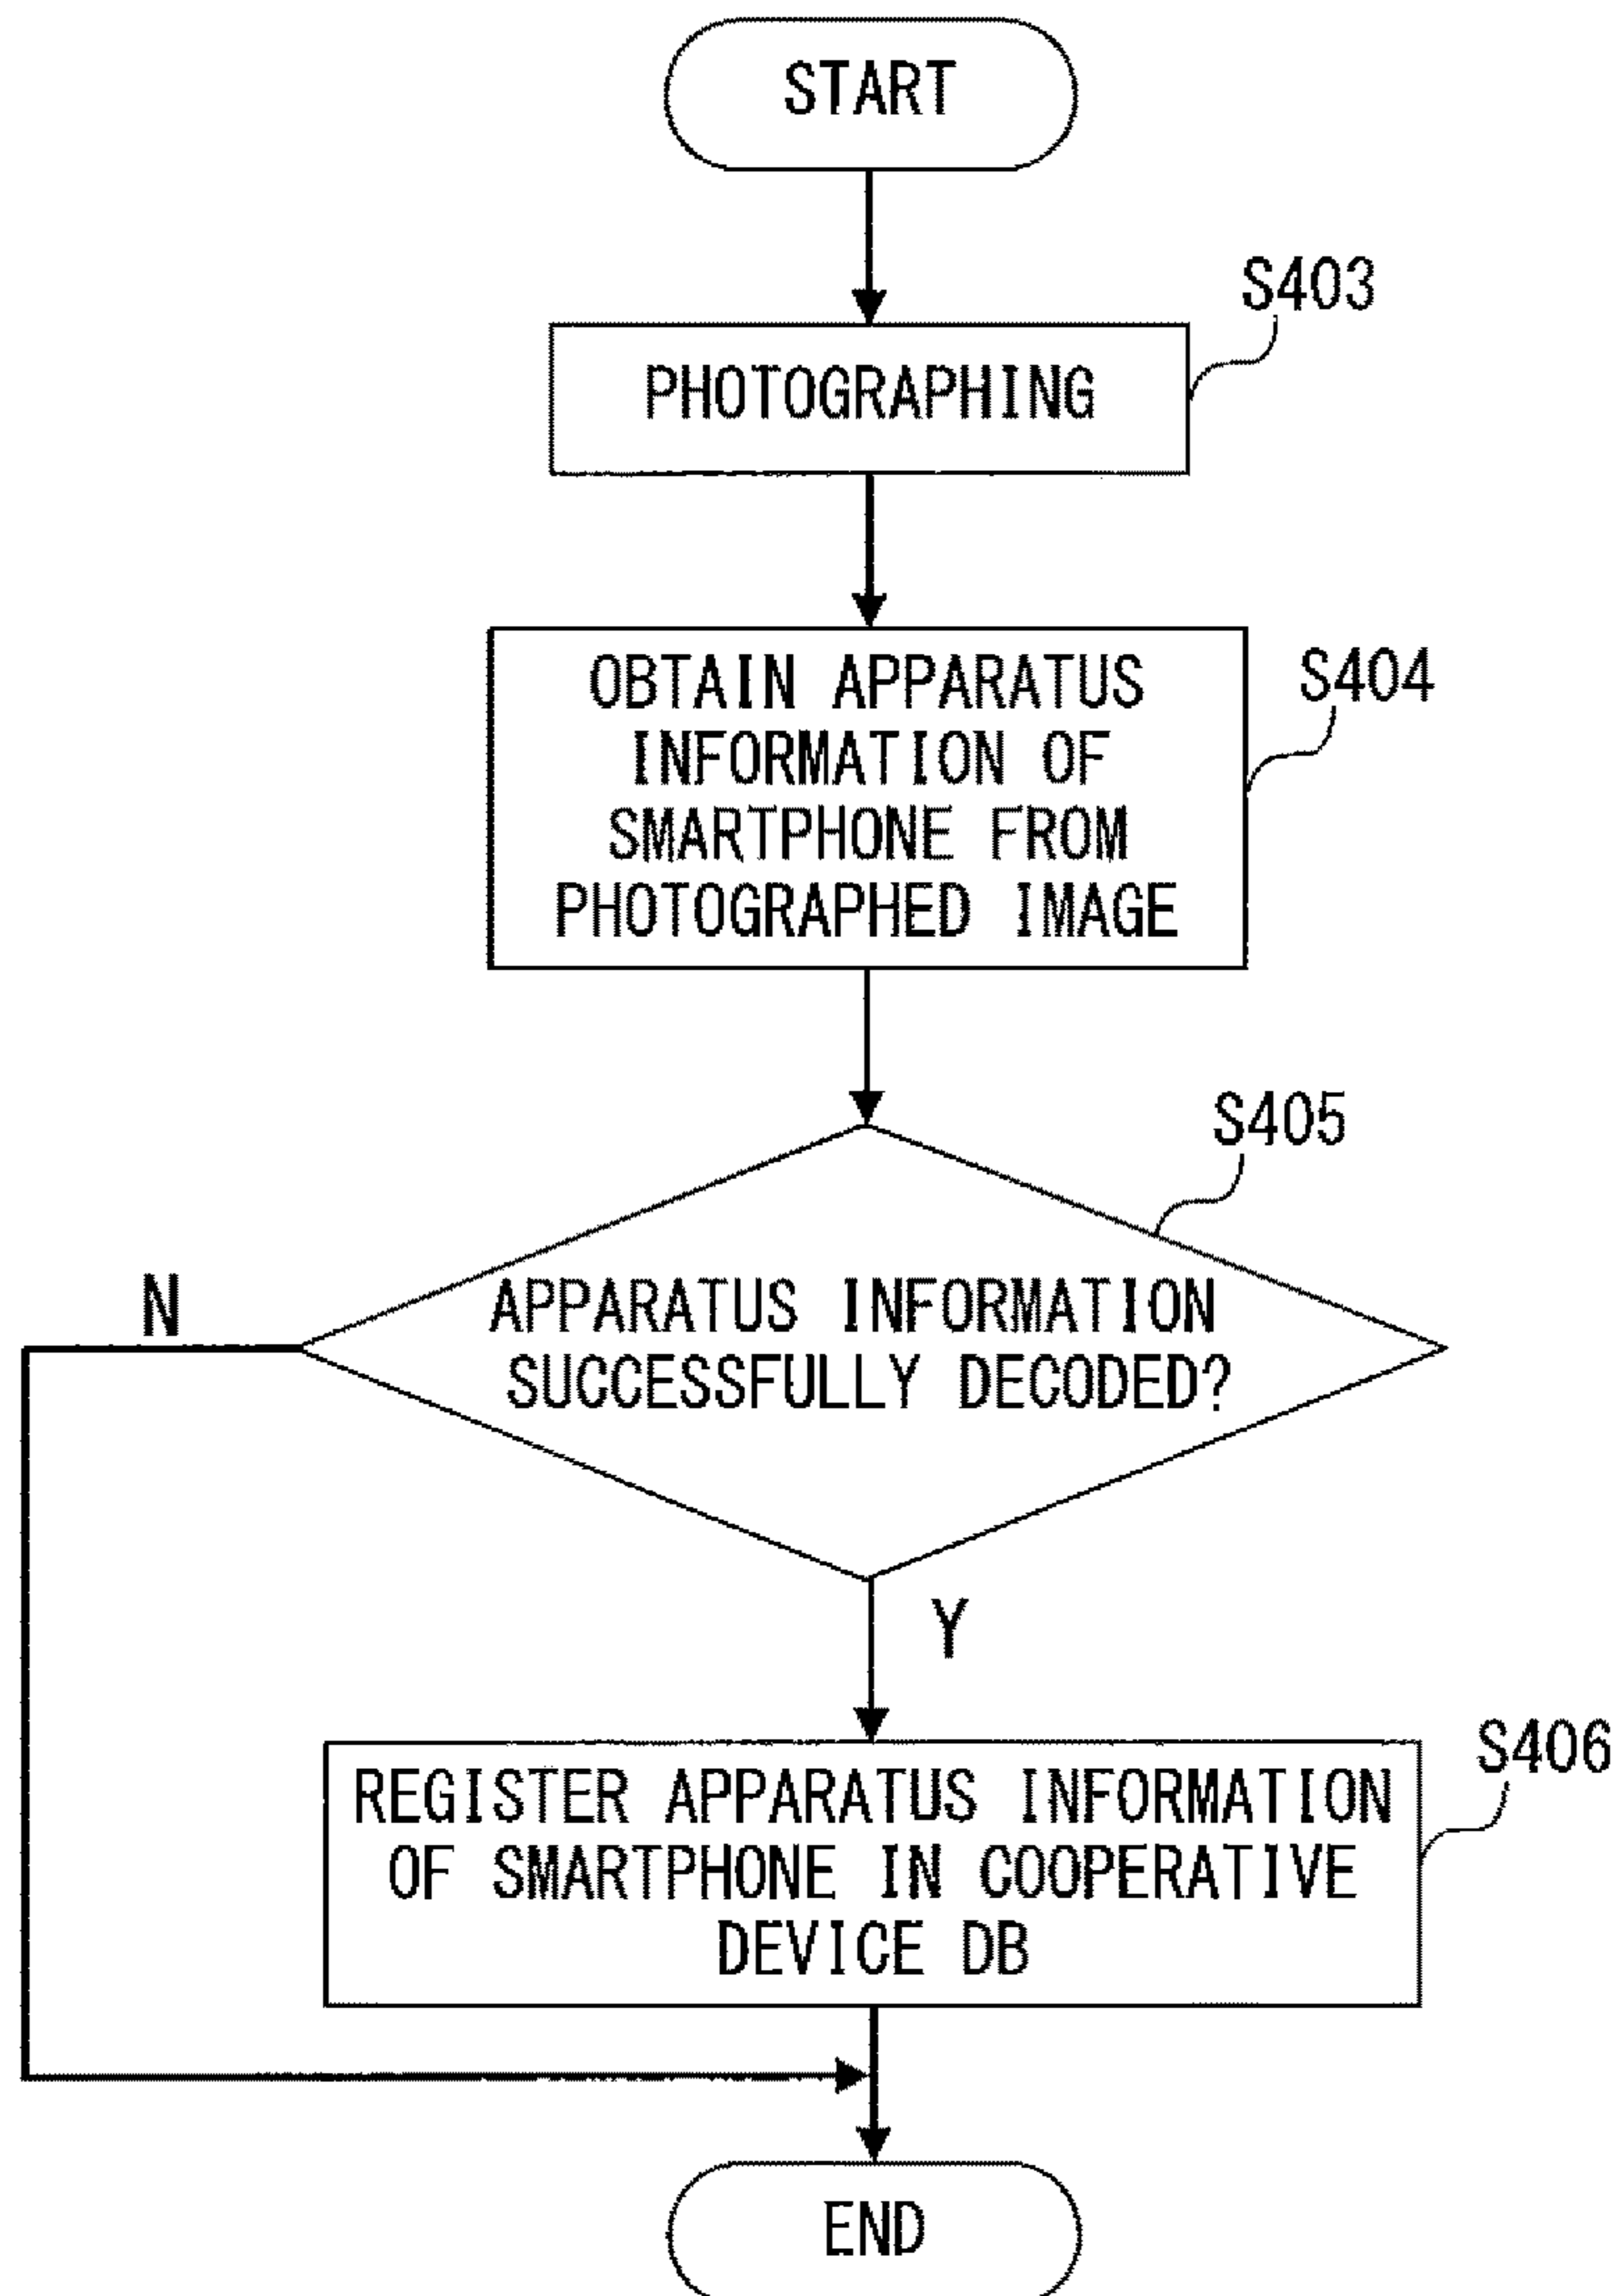 START
S403
PHOTOGRAPHING
S404
OBTAIN APPARATUS
INFORMATION OF
SMARTPHONE FROM
PHOTOGRAPHED IMAGE
S405
N
APPARATUS INFORMATION
SUCCESSFULLY DECODED?
Y
S406
REGISTER APPARATUS INFORMATION
OF SMARTPHONE IN COOPERATIVE
DEVICE DB
END